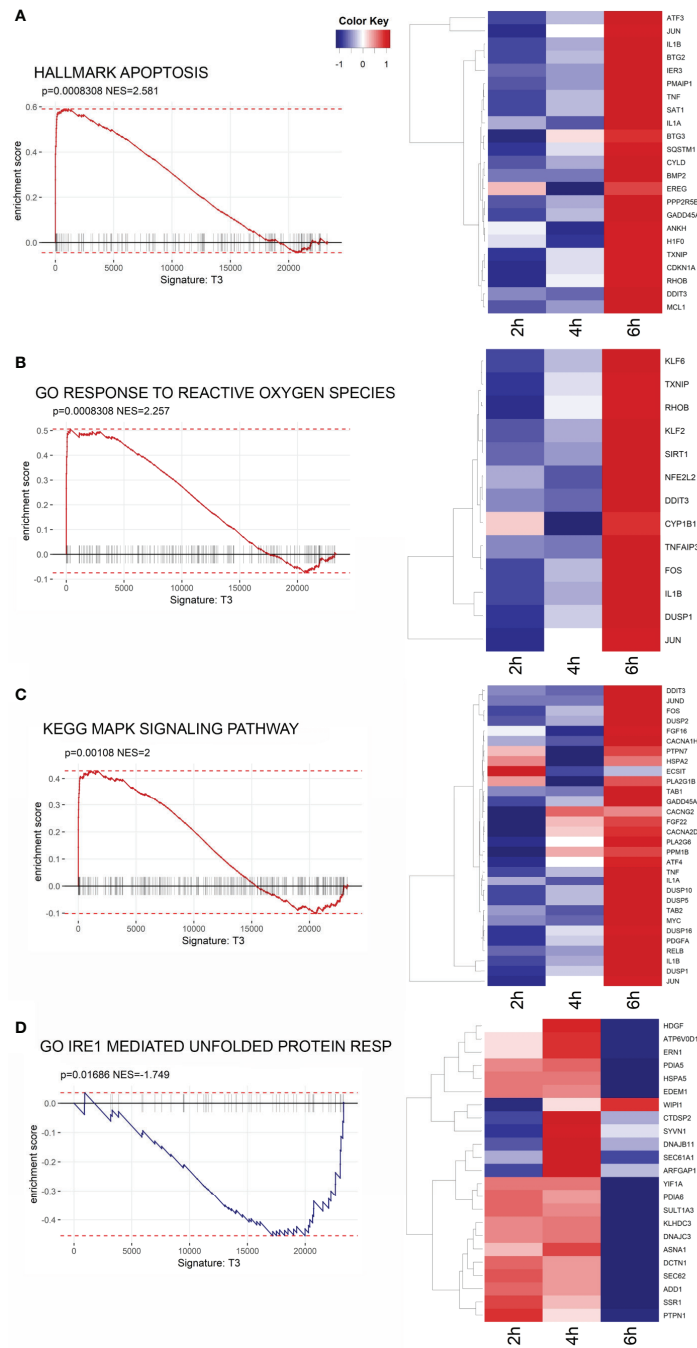 A
Color Key
-1 0 1
HALLMARK APOPTOSIS
p=0.0008308 NES=2.581
enrichment score
0.6
0.4
0.2
0.0
0 5000 10000 15000 20000
Signature: T3
ATF3
JUN
IL1B
BTG2
IER3
PMAIP1
TNF
SAT1
IL1A
BTG3
SQSTM1
CYLD
BMP2
EREG
PPP2R5B
GADD45A
ANKH
H1F0
TXNIP
CDKN1A
RHOB
DDIT3
MCL1
2h 4h 6h
B
GO RESPONSE TO REACTIVE OXYGEN SPECIES
p=0.0008308 NES=2.257
enrichment score
0.5
0.4
0.3
0.2
0.1
0.0
-0.1
0 5000 10000 15000 20000
Signature: T3
KLF6
TXNIP
RHOB
KLF2
SIRT1
NFE2L2
DDIT3
CYP1B1
TNFAIP3
FOS
IL1B
DUSP1
JUN
2h 4h 6h
C
KEGG MAPK SIGNALING PATHWAY
p=0.00108 NES=2
enrichment score
0.4
0.3
0.2
0.1
0.0
-0.1
0 5000 10000 15000 20000
Signature: T3
DDIT3
JUND
FOS
DUSP2
FGF16
CACNA1H
PTPN7
HSPA2
ECSIT
PLA2G1B
TAB1
GADD45A
CACNG2
FGF22
CACNA2D
PLA2G6
PPM1B
ATF4
TNF
IL1A
DUSP10
DUSP5
TAB2
MYC
DUSP16
PDGFA
RELB
IL1B
DUSP1
JUN
2h 4h 6h
D
GO IRE1 MEDIATED UNFOLDED PROTEIN RESP
p=0.01686 NES=-1.749
enrichment score
0.0
-0.1
-0.2
-0.3
-0.4
0 5000 10000 15000 20000
Signature: T3
HDGF
ATP6V0D1
ERN1
PDIA5
HSPA5
EDEM1
WIPI1
CTDSP2
SYVN1
DNAJB11
SEC61A1
ARFGAP1
YIF1A
PDIA6
SULT1A3
KLHDC3
DNAJC3
ASNA1
DCTN1
SEC62
ADD1
SSR1
PTPN1
2h 4h 6h